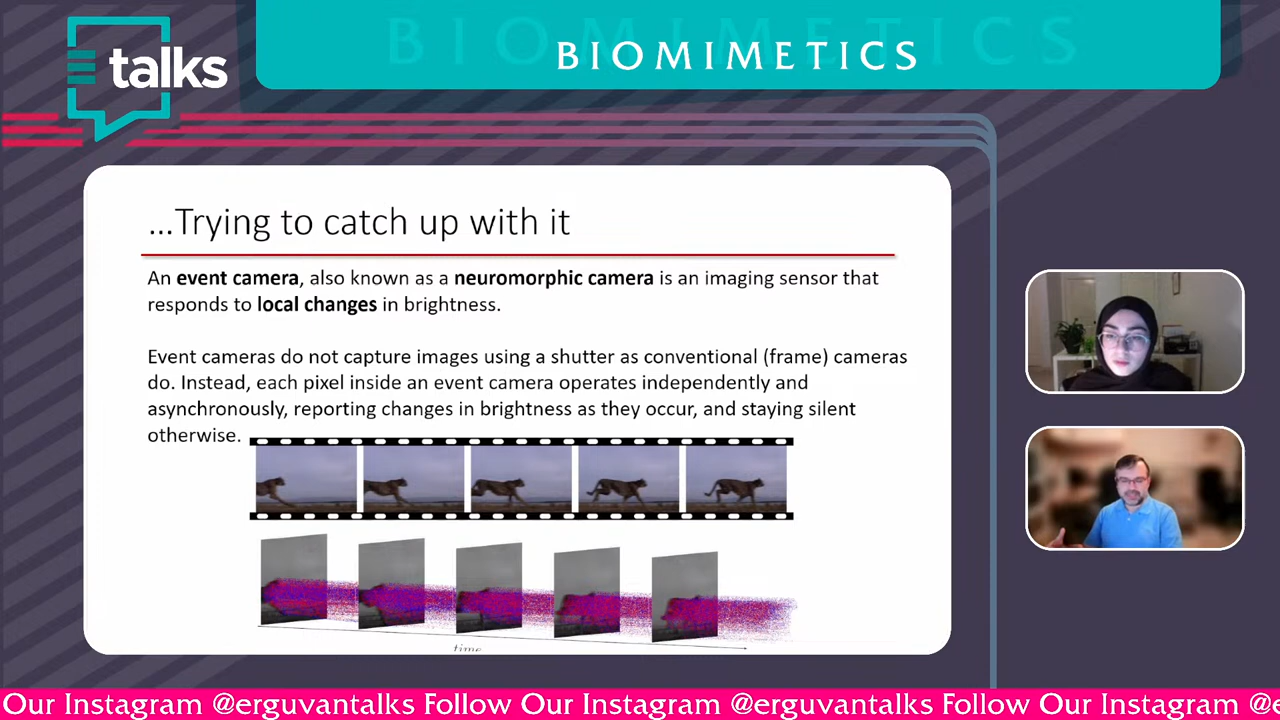 talks
BIOMIMETICS
BIOMIMETICS
...Trying to catch up with it
An event camera, also known as a neuromorphic camera is an imaging sensor that
responds to local changes in brightness.
Event cameras do not capture images using a shutter as conventional (frame) cameras
do. Instead, each pixel inside an event camera operates independently and
asynchronously, reporting changes in brightness as they occur, and staying silent
otherwise.
time
Our Instagram @erguvantalks Follow Our Instagram @erguvantalks Follow Our Instagram @e